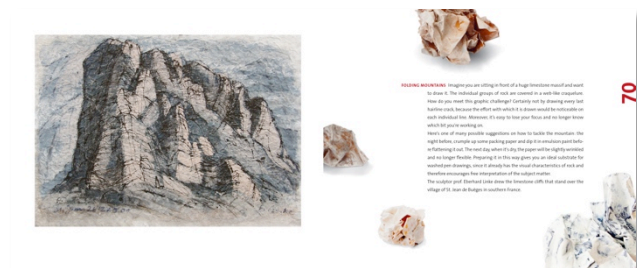 70
FOLDING MOUNTAINS Imagine you are sitting in front of a huge limestone massif and want
to draw it. The individual groups of rock are covered in a web-like craquelure.
How do you meet this graphic challenge? Certainly not by drawing every last
hairline crack, because the effort with which it is drawn would be noticeable on
each individual line. Moreover, it's easy to lose your focus and no longer know
which bit you're working on.
Here's one of many possible suggestions on how to tackle the mountain: the
night before, crumple up some packing paper and dip it in emulsion paint befo-
re flattening it out. The next day, when it's dry, the paper will be slightly wrinkled
and no longer flexible. Preparing it in this way gives you an ideal substrate for
washed pen drawings, since it already has the visual characteristics of rock and
therefore encourages free interpretation of the subject matter.
The sculptor prof. Eberhard Linke drew the limestone cliffs that stand over the
village of St. Jean de Buèges in southern France.